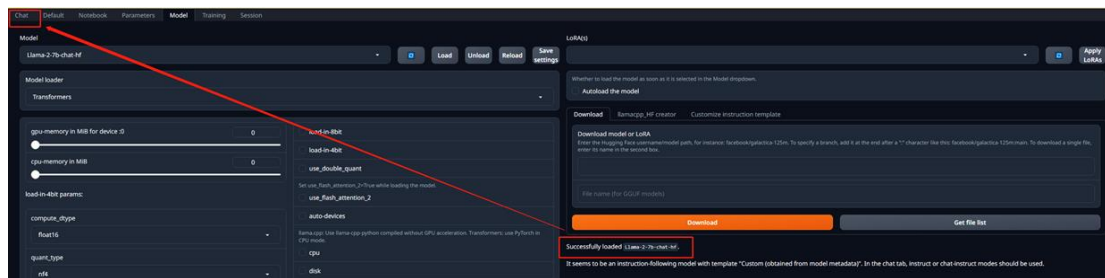 Chat Default Notebook Parameters Model Training Session
Model
Llama-2-7b-chat-hf
Load Unload Reload Save settings
Model loader
Transformers
gpu-memory in MiB for device :0 0
cpu-memory in MiB 0
load-in-4bit params:
compute_dtype
float16
quant_type
nf4
load-in-8bit
load-in-4bit
use_double_quant
Set use_flash_attention_2=True while loading the model.
use_flash_attention_2
auto-devices
llama.cpp: Use llama-cpp-python compiled without GPU acceleration. Transformers: use PyTorch in
CPU mode.
cpu
disk
LoRA(s)
Apply LoRAs
Whether to load the model as soon as it is selected in the Model dropdown.
Autoload the model
Download llamacpp_HF creator Customize instruction template
Download model or LoRA
Enter the Hugging Face username/model path, for instance: facebook/galactica-125m. To specify a branch, add it at the end after a ":" character like this: facebook/galactica-125m:main. To download a single file,
enter its name in the second box.
File name (for GGUF models)
Download Get file list
Successfully loaded Llama-2-7b-chat-hf.
It seems to be an instruction-following model with template "Custom (obtained from model metadata)". In the chat tab, instruct or chat-instruct modes should be used.